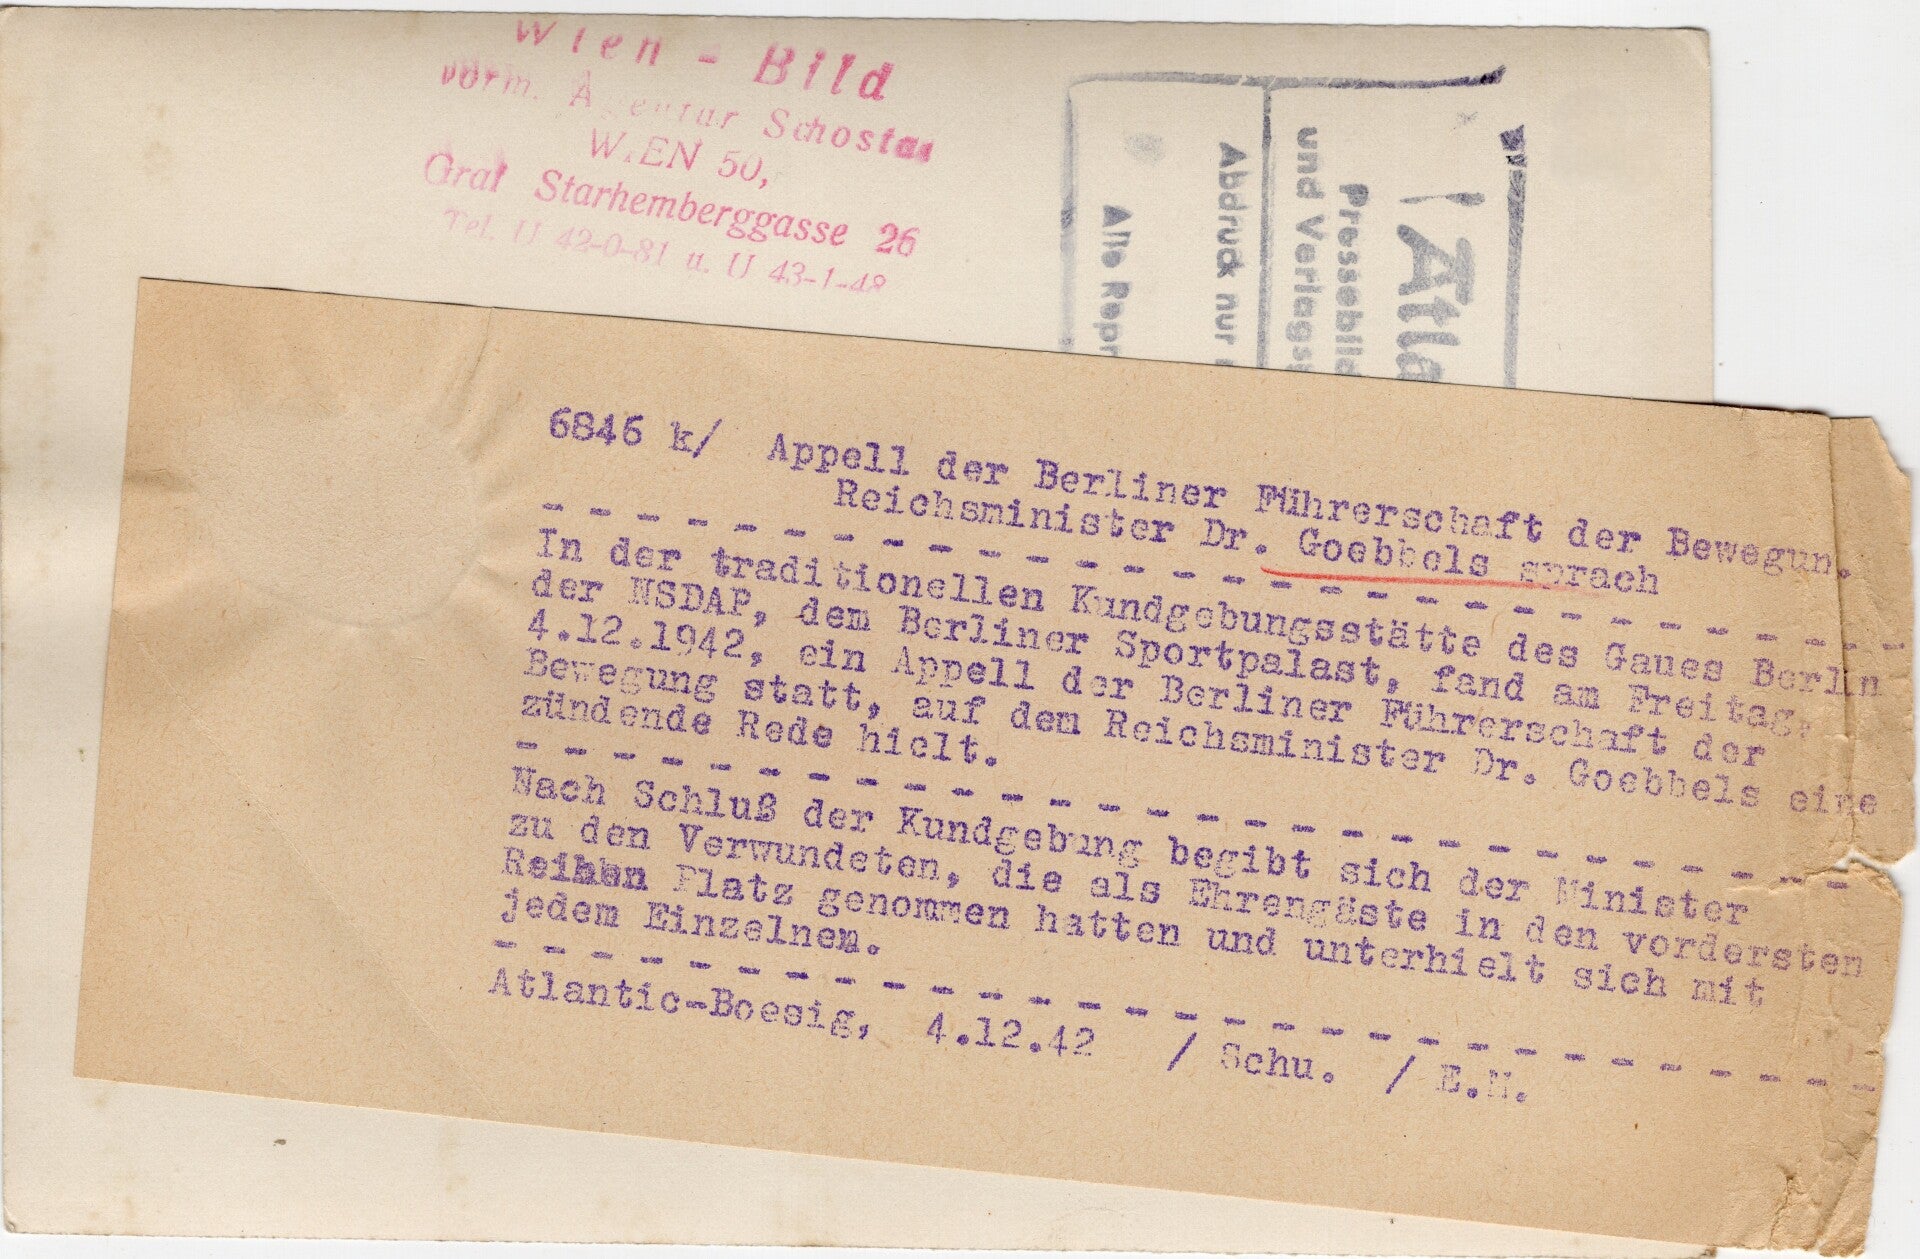 Wien - Bild
vorm. Agentur Schostal
WIEN 50,
Graf Starhemberggasse 26
Tel. U 42-0-81 u. U 43-1-48
! Atla
Pressebild
und Verlags
Abdruck nur
Alle Repr
6846 k/ Appell der Berliner Führerschaft der Bewegun.
Reichsminister Dr. Goebbels sprach
- - - - - - - - - - - - - - - - - - - - - - - - - - - -
In der traditionellen Kundgebungsstätte des Gaues Berlin
der NSDAP, dem Berliner Sportpalast, fand am Freitag,
4.12.1942, ein Appell der Berliner Führerschaft der
Bewegung statt, auf dem Reichsminister Dr. Goebbels eine
zündende Rede hielt.
- - - - - - - - - - - - - - - - - - - - - - - - - - - -
Nach Schluß der Kundgebung begibt sich der Minister
zu den Verwundeten, die als Ehrengäste in den vordersten
Reihen Platz genommen hatten und unterhielt sich mit
jedem Einzelnen.
- - - - - - - - - - - - - - - - - - - - - - - - - - - -
Atlantic-Boesig, 4.12.42 / Schu. / E.N.